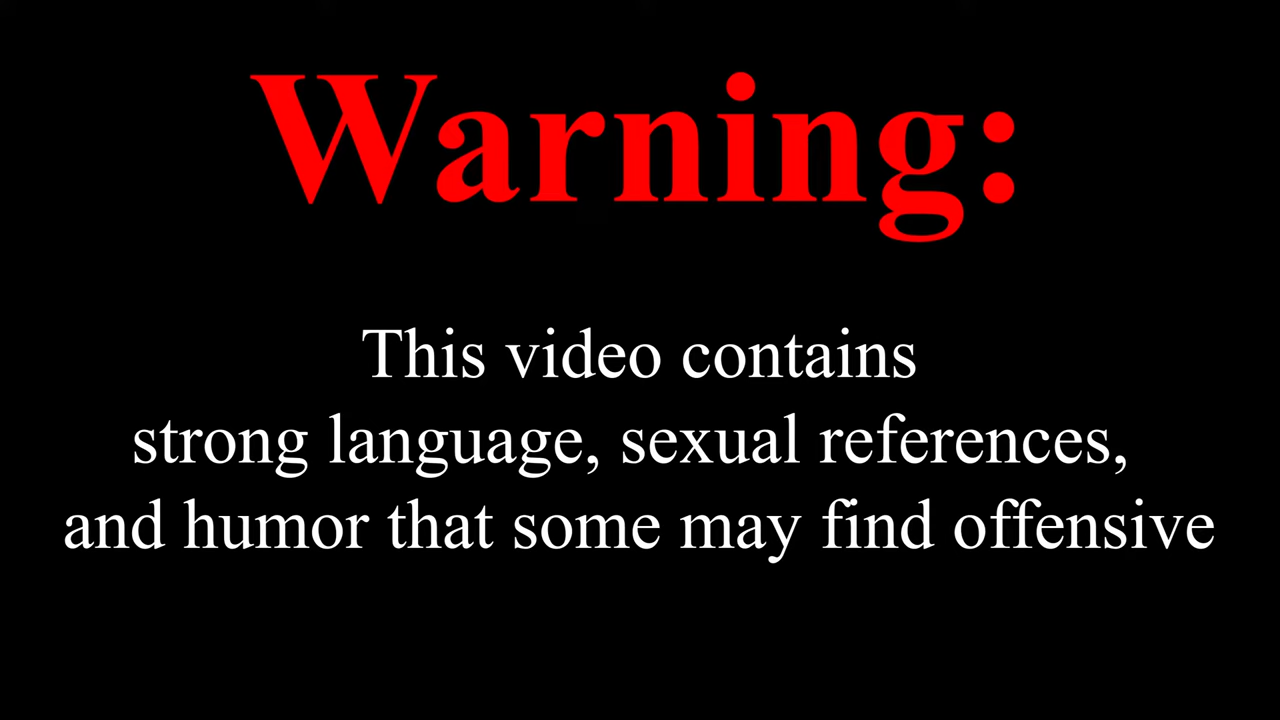 Warning:
This video contains
strong language, sexual references,
and humor that some may find offensive